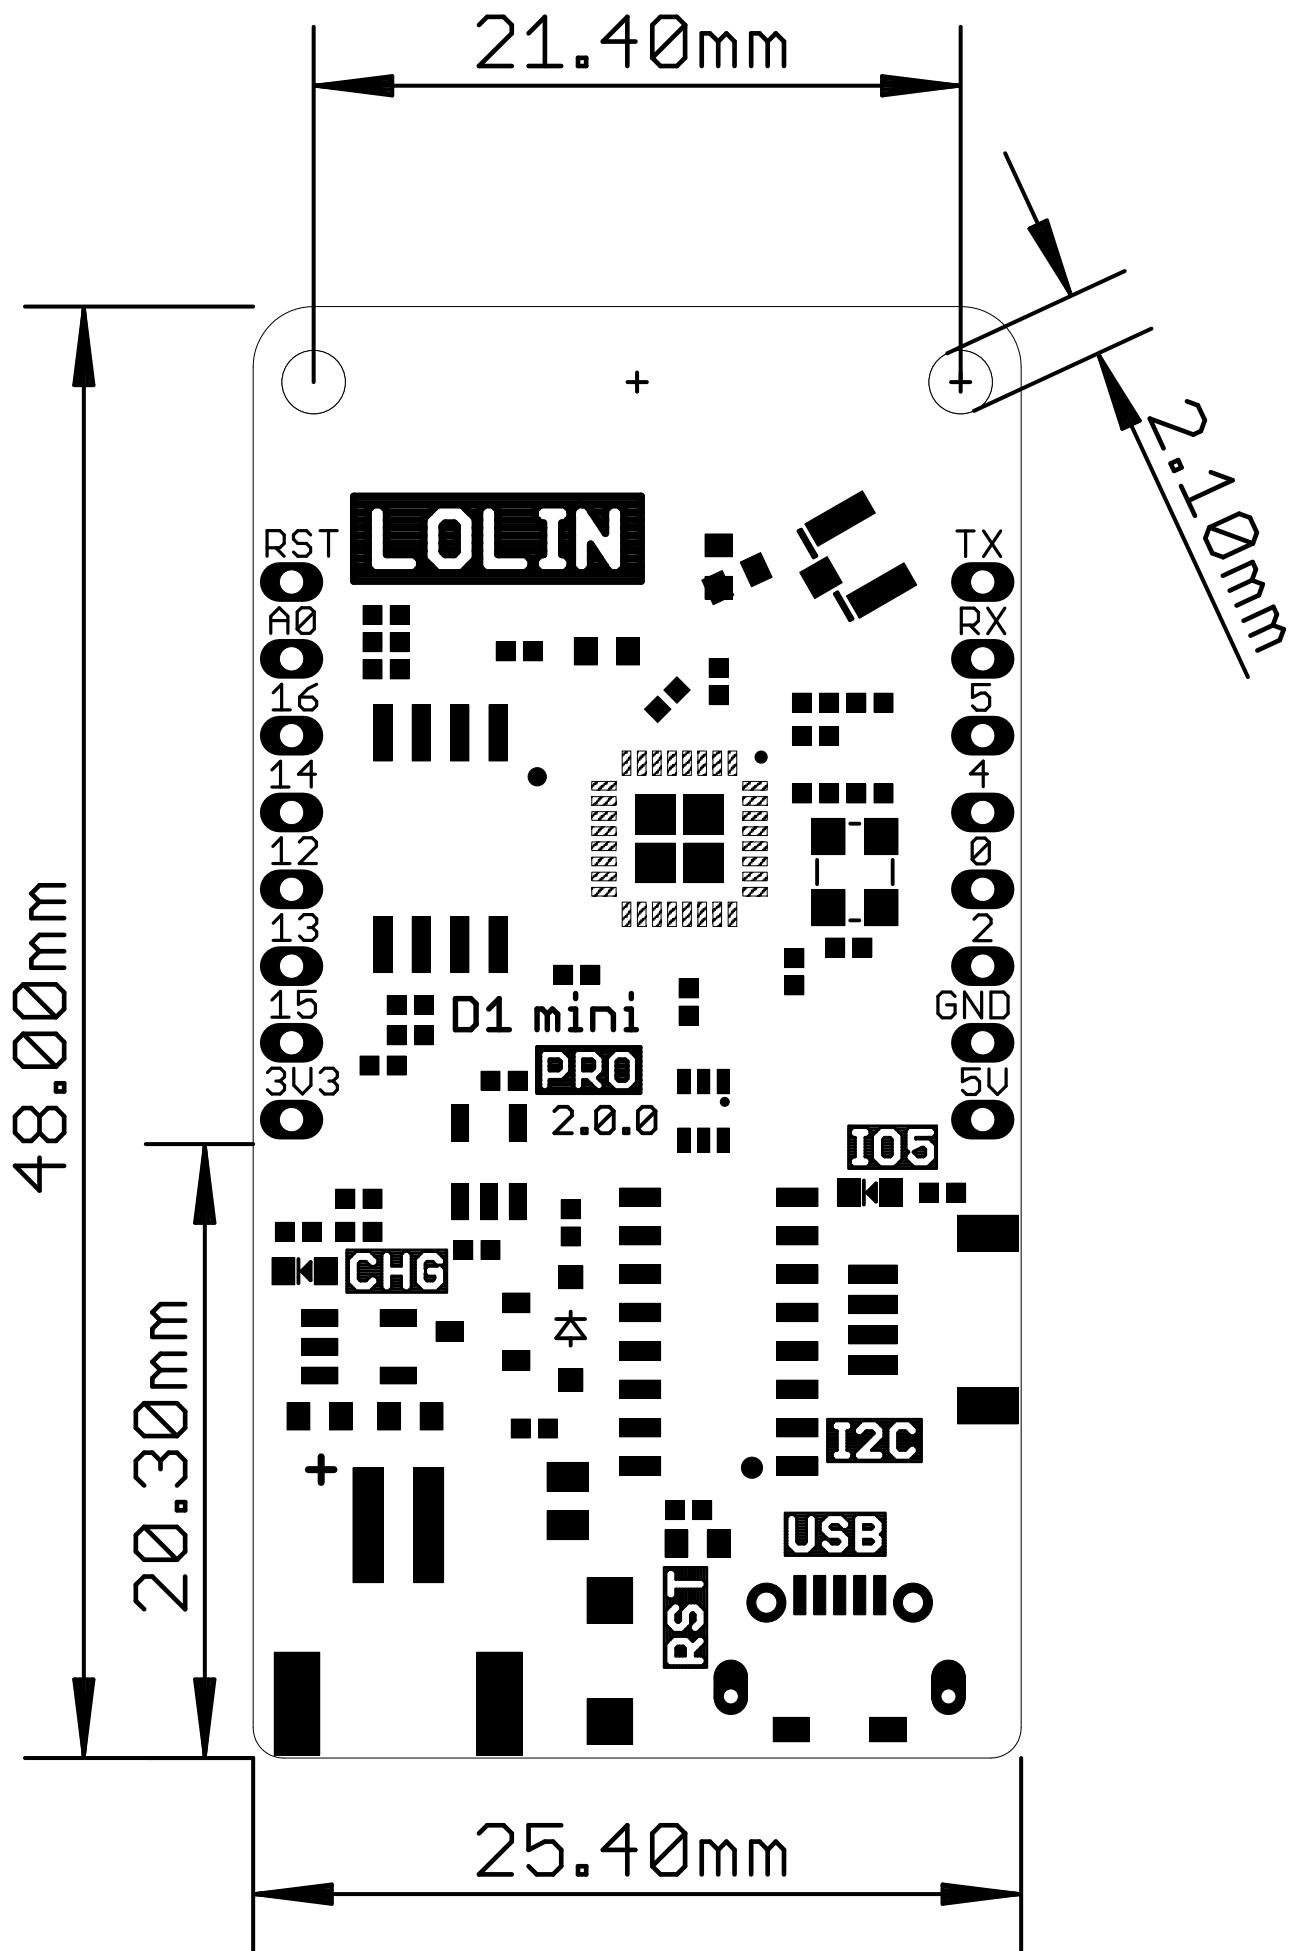 21.40mm
2.10mm
LOLIN
RST
TX
A0
RX
16
5
14
4
12
0
13
2
15
GND
D1 mini
PRO
3V3
5V
2.0.0
48.00mm
IO5
CHG
20.30mm
I2C
+
USB
RST
25.40mm